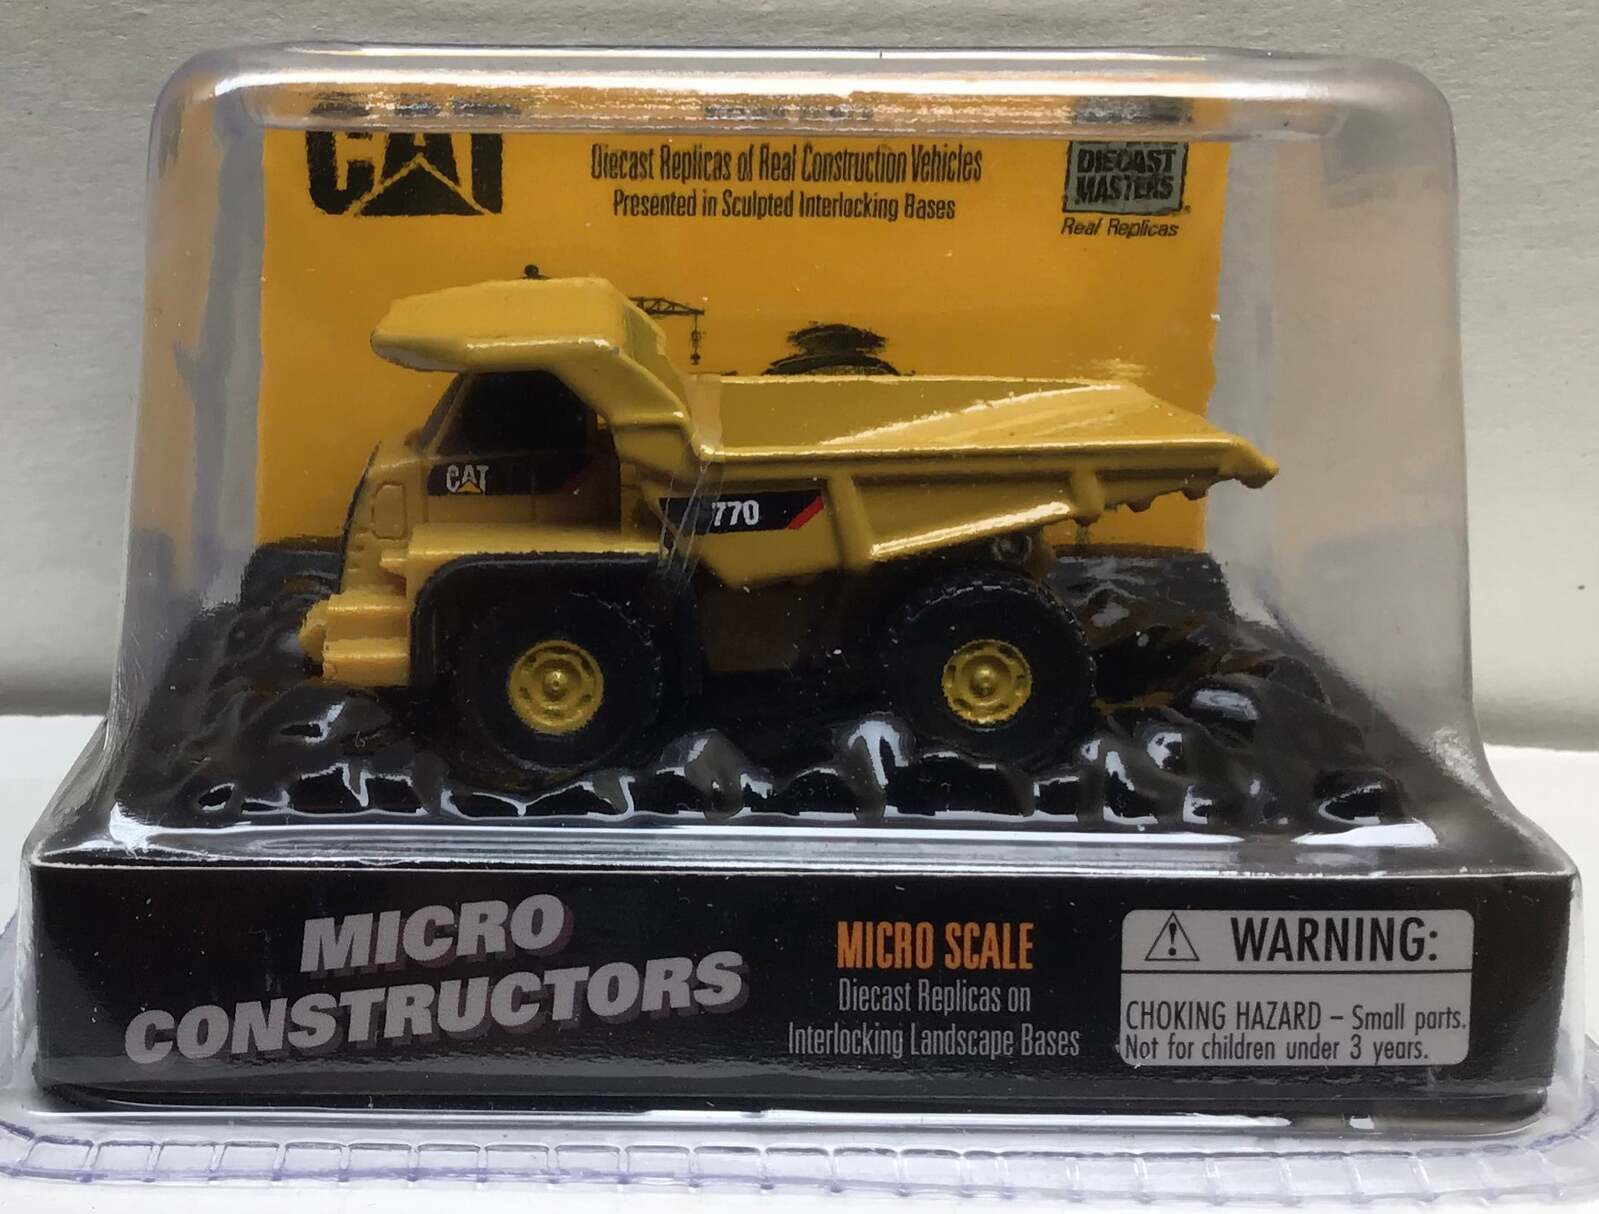 CAT
Diecast Replicas of Real Construction Vehicles
Presented in Sculpted Interlocking Bases
DIECAST
MASTERS
Real Replicas
CAT
770
MICRO
CONSTRUCTORS
MICRO SCALE
Diecast Replicas on
Interlocking Landscape Bases
WARNING:
CHOKING HAZARD – Small parts.
Not for children under 3 years.